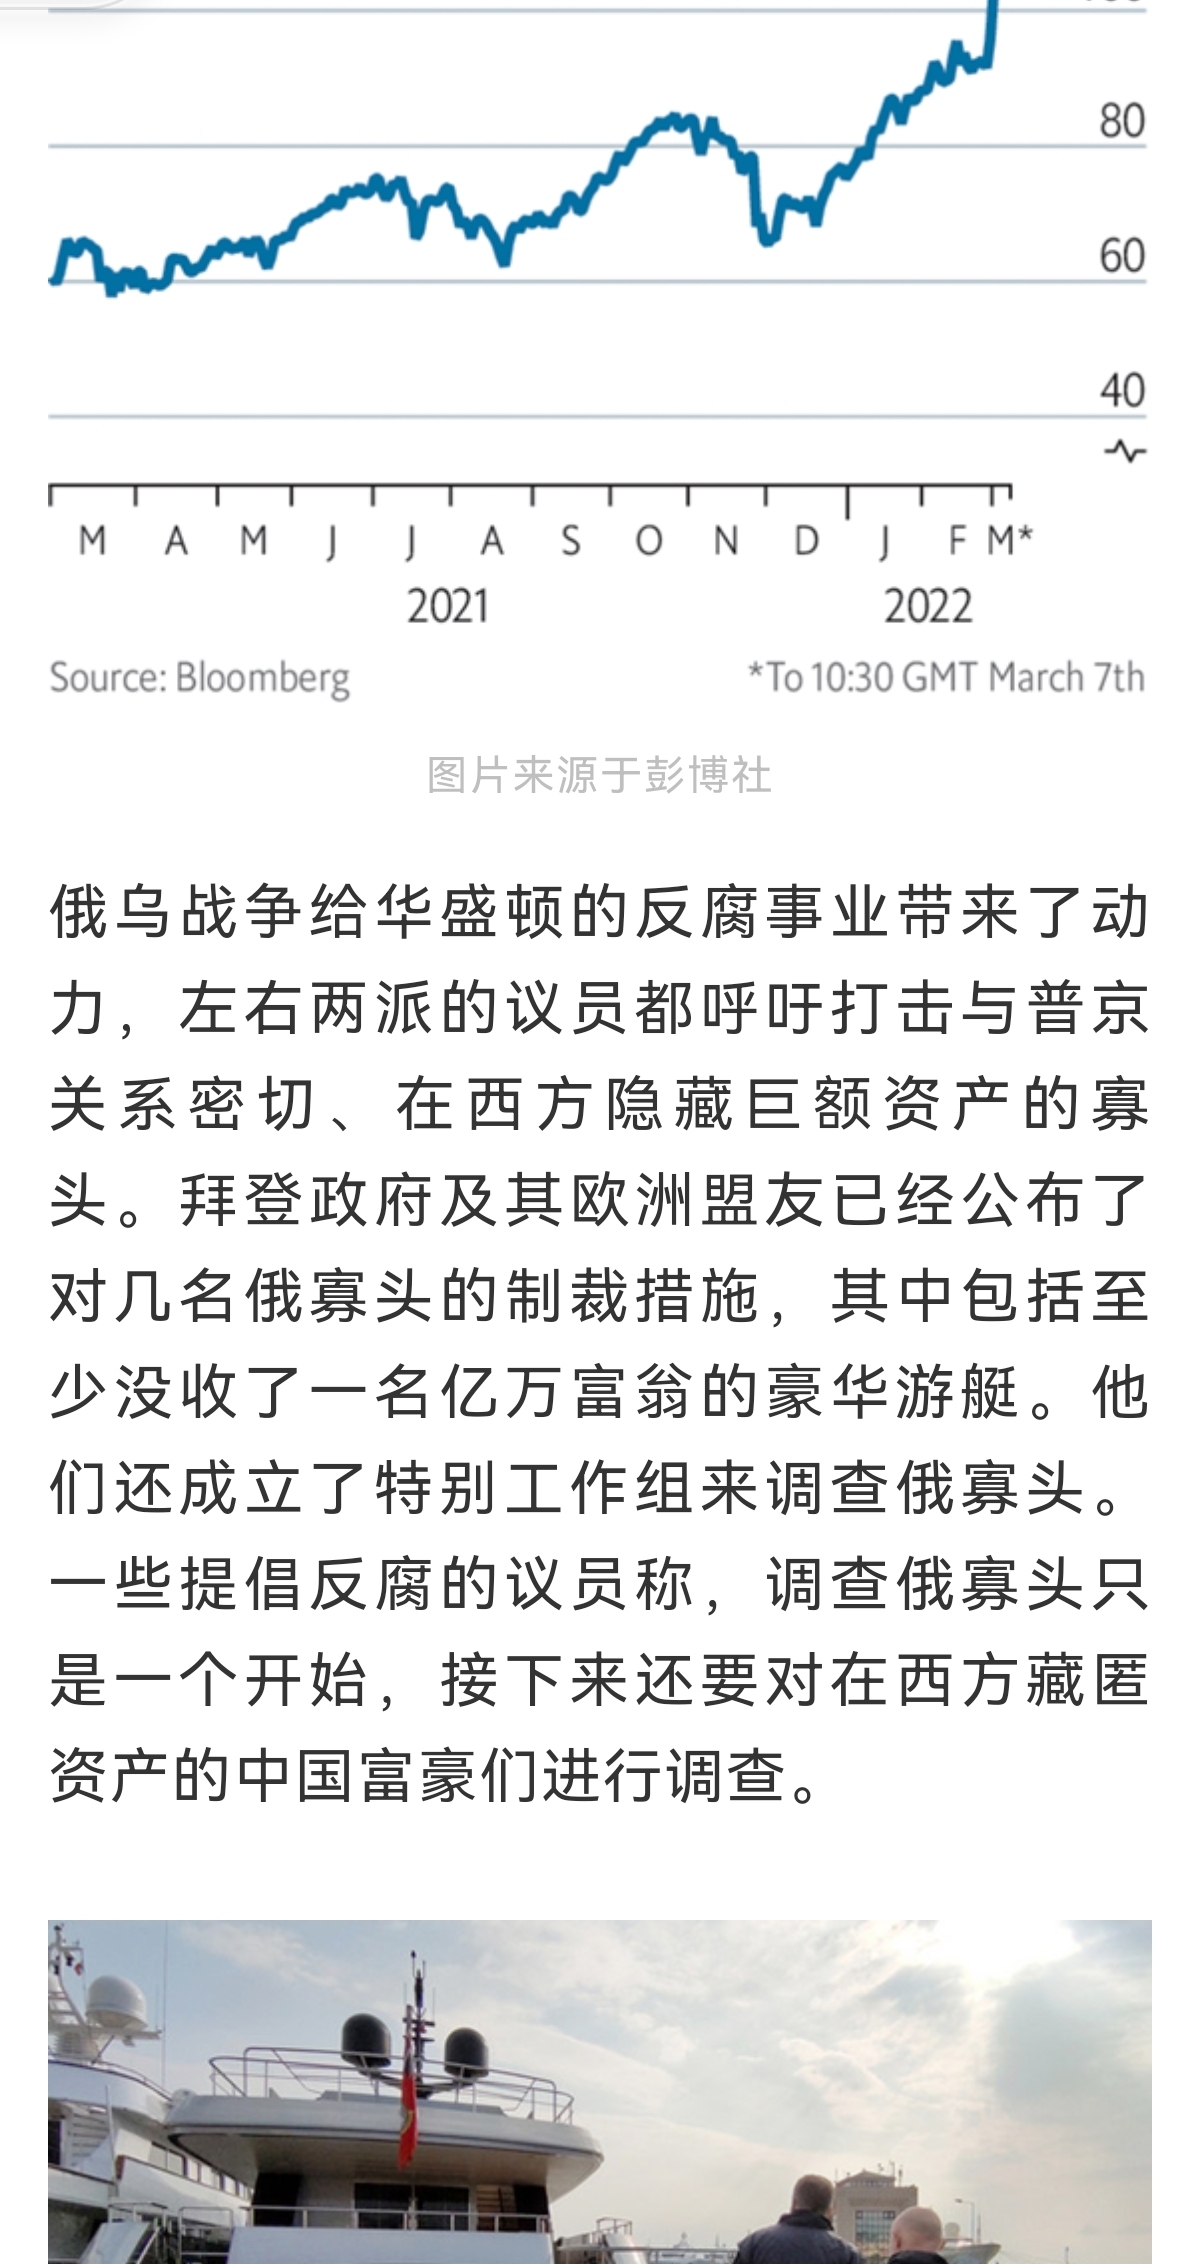 80
60
40
M A M J J A S O N D J F M*
2021 2022
Source: Bloomberg *To 10:30 GMT March 7th
图片来源于彭博社
俄乌战争给华盛顿的反腐事业带来了动
力，左右两派的议员都呼吁打击与普京
关系密切、在西方隐藏巨额资产的寡
头。拜登政府及其欧洲盟友已经公布了
对几名俄寡头的制裁措施，其中包括至
少没收了一名亿万富翁的豪华游艇。他
们还成立了特别工作组来调查俄寡头。
一些提倡反腐的议员称，调查俄寡头只
是一个开始，接下来还要对在西方藏匿
资产的中国富豪们进行调查。